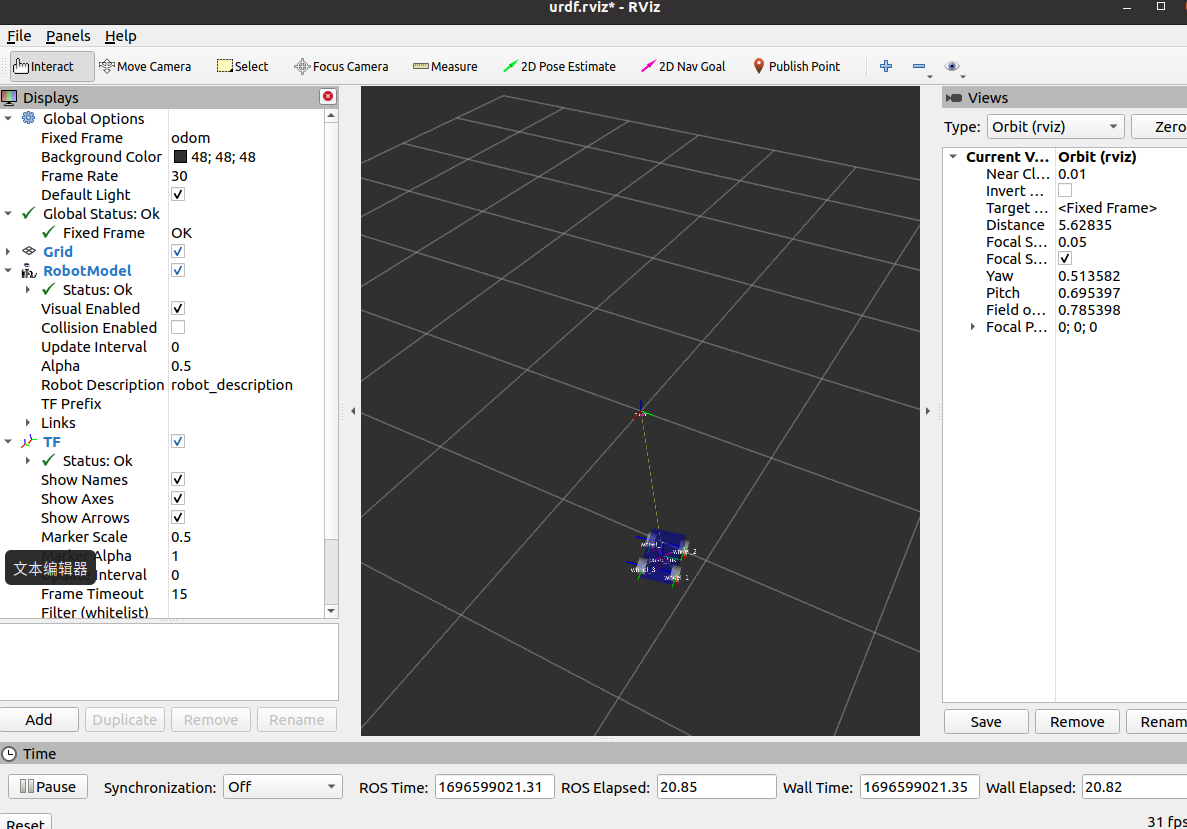 urdf.rviz* - RViz
File Panels Help
Interact Move Camera Select Focus Camera Measure 2D Pose Estimate 2D Nav Goal Publish Point
Displays
Global Options
Fixed Frame odom
Background Color 48; 48; 48
Frame Rate 30
Default Light
Global Status: Ok
Fixed Frame OK
Grid
RobotModel
Status: Ok
Visual Enabled
Collision Enabled
Update Interval 0
Alpha 0.5
Robot Description robot_description
TF Prefix
Links
TF
Status: Ok
Show Names
Show Axes
Show Arrows
Marker Scale 0.5
Alpha 1
文本编辑器
Interval 0
Frame Timeout 15
Filter (whitelist)
Add Duplicate Remove Rename
wheel_2
wheel_3
wheel_1
Views
Type: Orbit (rviz) Zero
Current V... Orbit (rviz)
Near Cl... 0.01
Invert ...
Target ... <Fixed Frame>
Distance 5.62835
Focal S... 0.05
Focal S...
Yaw 0.513582
Pitch 0.695397
Field o... 0.785398
Focal P... 0; 0; 0
Save Remove Renam
Time
Pause Synchronization: Off ROS Time: 1696599021.31 ROS Elapsed: 20.85 Wall Time: 1696599021.35 Wall Elapsed: 20.82
Reset 31 fps